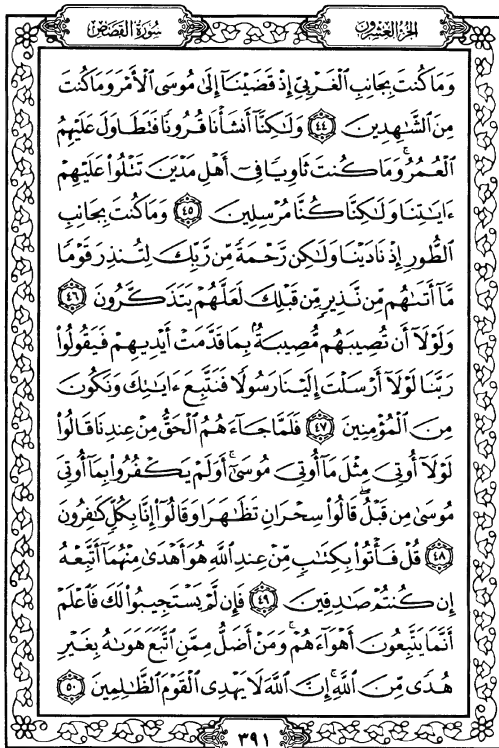 الجزء العشرون
سورة القصص
وَمَا كُنتَ بِجَانِبِ ٱلْغَرْبِيِّ إِذْ قَضَيْنَآ إِلَىٰ مُوسَى ٱلْأَمْرَ وَمَا كُنتَ
مِنَ ٱلشَّـٰهِدِينَ ٤٤ وَلَـٰكِنَّآ أَنشَأْنَا قُرُونًا فَتَطَاوَلَ عَلَيْهِمُ
ٱلْعُمُرُ ۚ وَمَا كُنتَ ثَاوِيًا فِىٓ أَهْلِ مَدْيَنَ تَتْلُوا۟ عَلَيْهِمْ
ءَايَـٰتِنَا وَلَـٰكِنَّا كُنَّا مُرْسِلِينَ ٤٥ وَمَا كُنتَ بِجَانِبِ
ٱلطُّورِ إِذْ نَادَيْنَا وَلَـٰكِن رَّحْمَةً مِّن رَّبِّكَ لِتُنذِرَ قَوْمًا
مَّآ أَتَىٰهُم مِّن نَّذِيرٍ مِّن قَبْلِكَ لَعَلَّهُمْ يَتَذَكَّرُونَ ٤٦
وَلَوْلَآ أَن تُصِيبَهُم مُّصِيبَةٌۢ بِمَا قَدَّمَتْ أَيْدِيهِمْ فَيَقُولُوا۟
رَبَّنَا لَوْلَآ أَرْسَلْتَ إِلَيْنَا رَسُولًا فَنَتَّبِعَ ءَايَـٰتِكَ وَنَكُونَ
مِنَ ٱلْمُؤْمِنِينَ ٤٧ فَلَمَّا جَآءَهُمُ ٱلْحَقُّ مِنْ عِندِنَا قَالُوا۟
لَوْلَآ أُوتِىَ مِثْلَ مَآ أُوتِىَ مُوسَىٰٓ ۚ أَوَلَمْ يَكْفُرُوا۟ بِمَآ أُوتِىَ
مُوسَىٰ مِن قَبْلُ ۖ قَالُوا۟ سِحْرَانِ تَظَـٰهَرَا وَقَالُوٓا۟ إِنَّا بِكُلٍّ كَـٰفِرُونَ
٤٨ قُلْ فَأْتُوا۟ بِكِتَـٰبٍ مِّنْ عِندِ ٱللَّهِ هُوَ أَهْدَىٰ مِنْهُمَآ أَتَّبِعْهُ
إِن كُنتُمْ صَـٰدِقِينَ ٤٩ فَإِن لَّمْ يَسْتَجِيبُوا۟ لَكَ فَٱعْلَمْ
أَنَّمَا يَتَّبِعُونَ أَهْوَآءَهُمْ ۚ وَمَنْ أَضَلُّ مِمَّنِ ٱتَّبَعَ هَوَىٰهُ بِغَيْرِ
هُدًى مِّنَ ٱللَّهِ ۚ إِنَّ ٱللَّهَ لَا يَهْدِى ٱلْقَوْمَ ٱلظَّـٰلِمِينَ ٥٠
٣٩١